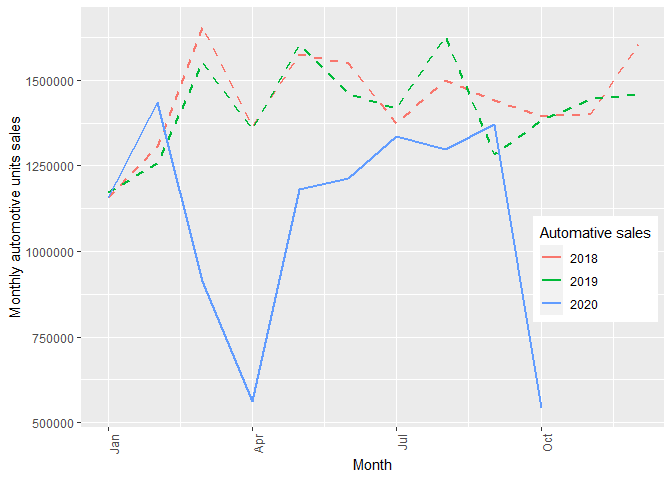 Monthly automotive units sales
1500000
1250000
1000000
750000
500000
Automative sales
2018
2019
2020
Jan
Apr
Jul
Oct
Month